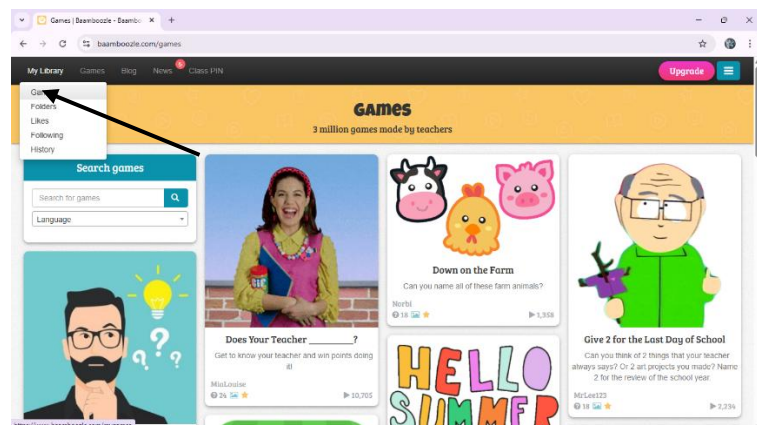 Games | Baamboozle - Baambo
baamboozle.com/games
My Library Games Blog News 5 Class PIN
Upgrade
Folders
Likes
Following
History
Games
3 million games made by teachers
Search games
Search for games
Language
Does Your Teacher ________?
Get to know your teacher and win points doing
it!
MiaLouise
24
10,705
Down on the Farm
Can you name all of these farm animals?
Norbi
18
1,358
HELLO
SUMMER
Give 2 for the Last Day of School
Can you think of 2 things that your teacher
always says? Or 2 art projects you made? Name
2 for the review of the school year
MrLee123
18
2,234